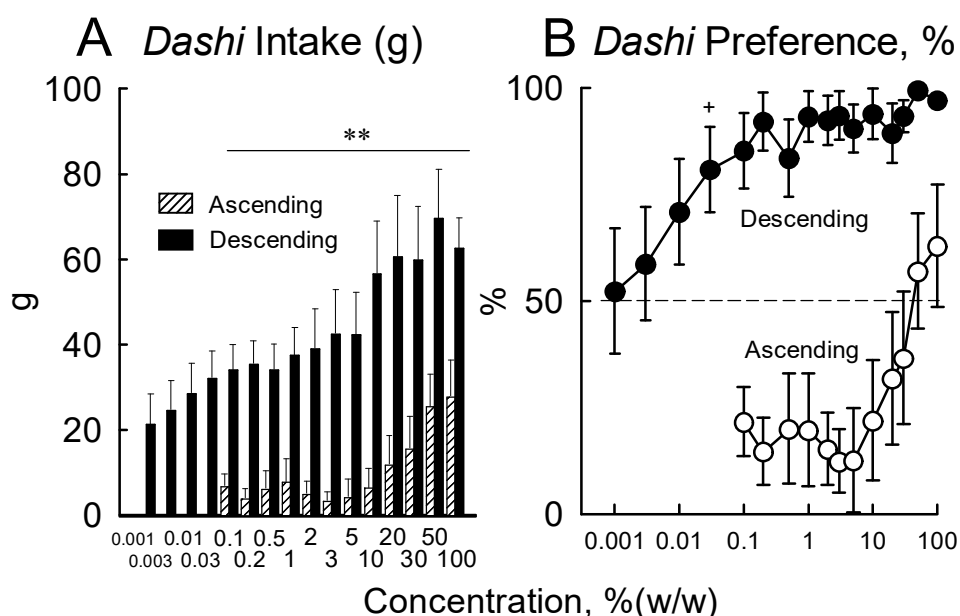 A Dashi Intake (g)
B Dashi Preference, %
100
80
60
40
20
0
g
**
Ascending
Descending
0.001 0.01 0.1 0.5 2 5 20 50
0.003 0.03 0.2 1 3 10 30 100
100
50
0
%
+
Descending
Ascending
0.001 0.01 0.1 1 10 100
Concentration, %(w/w)